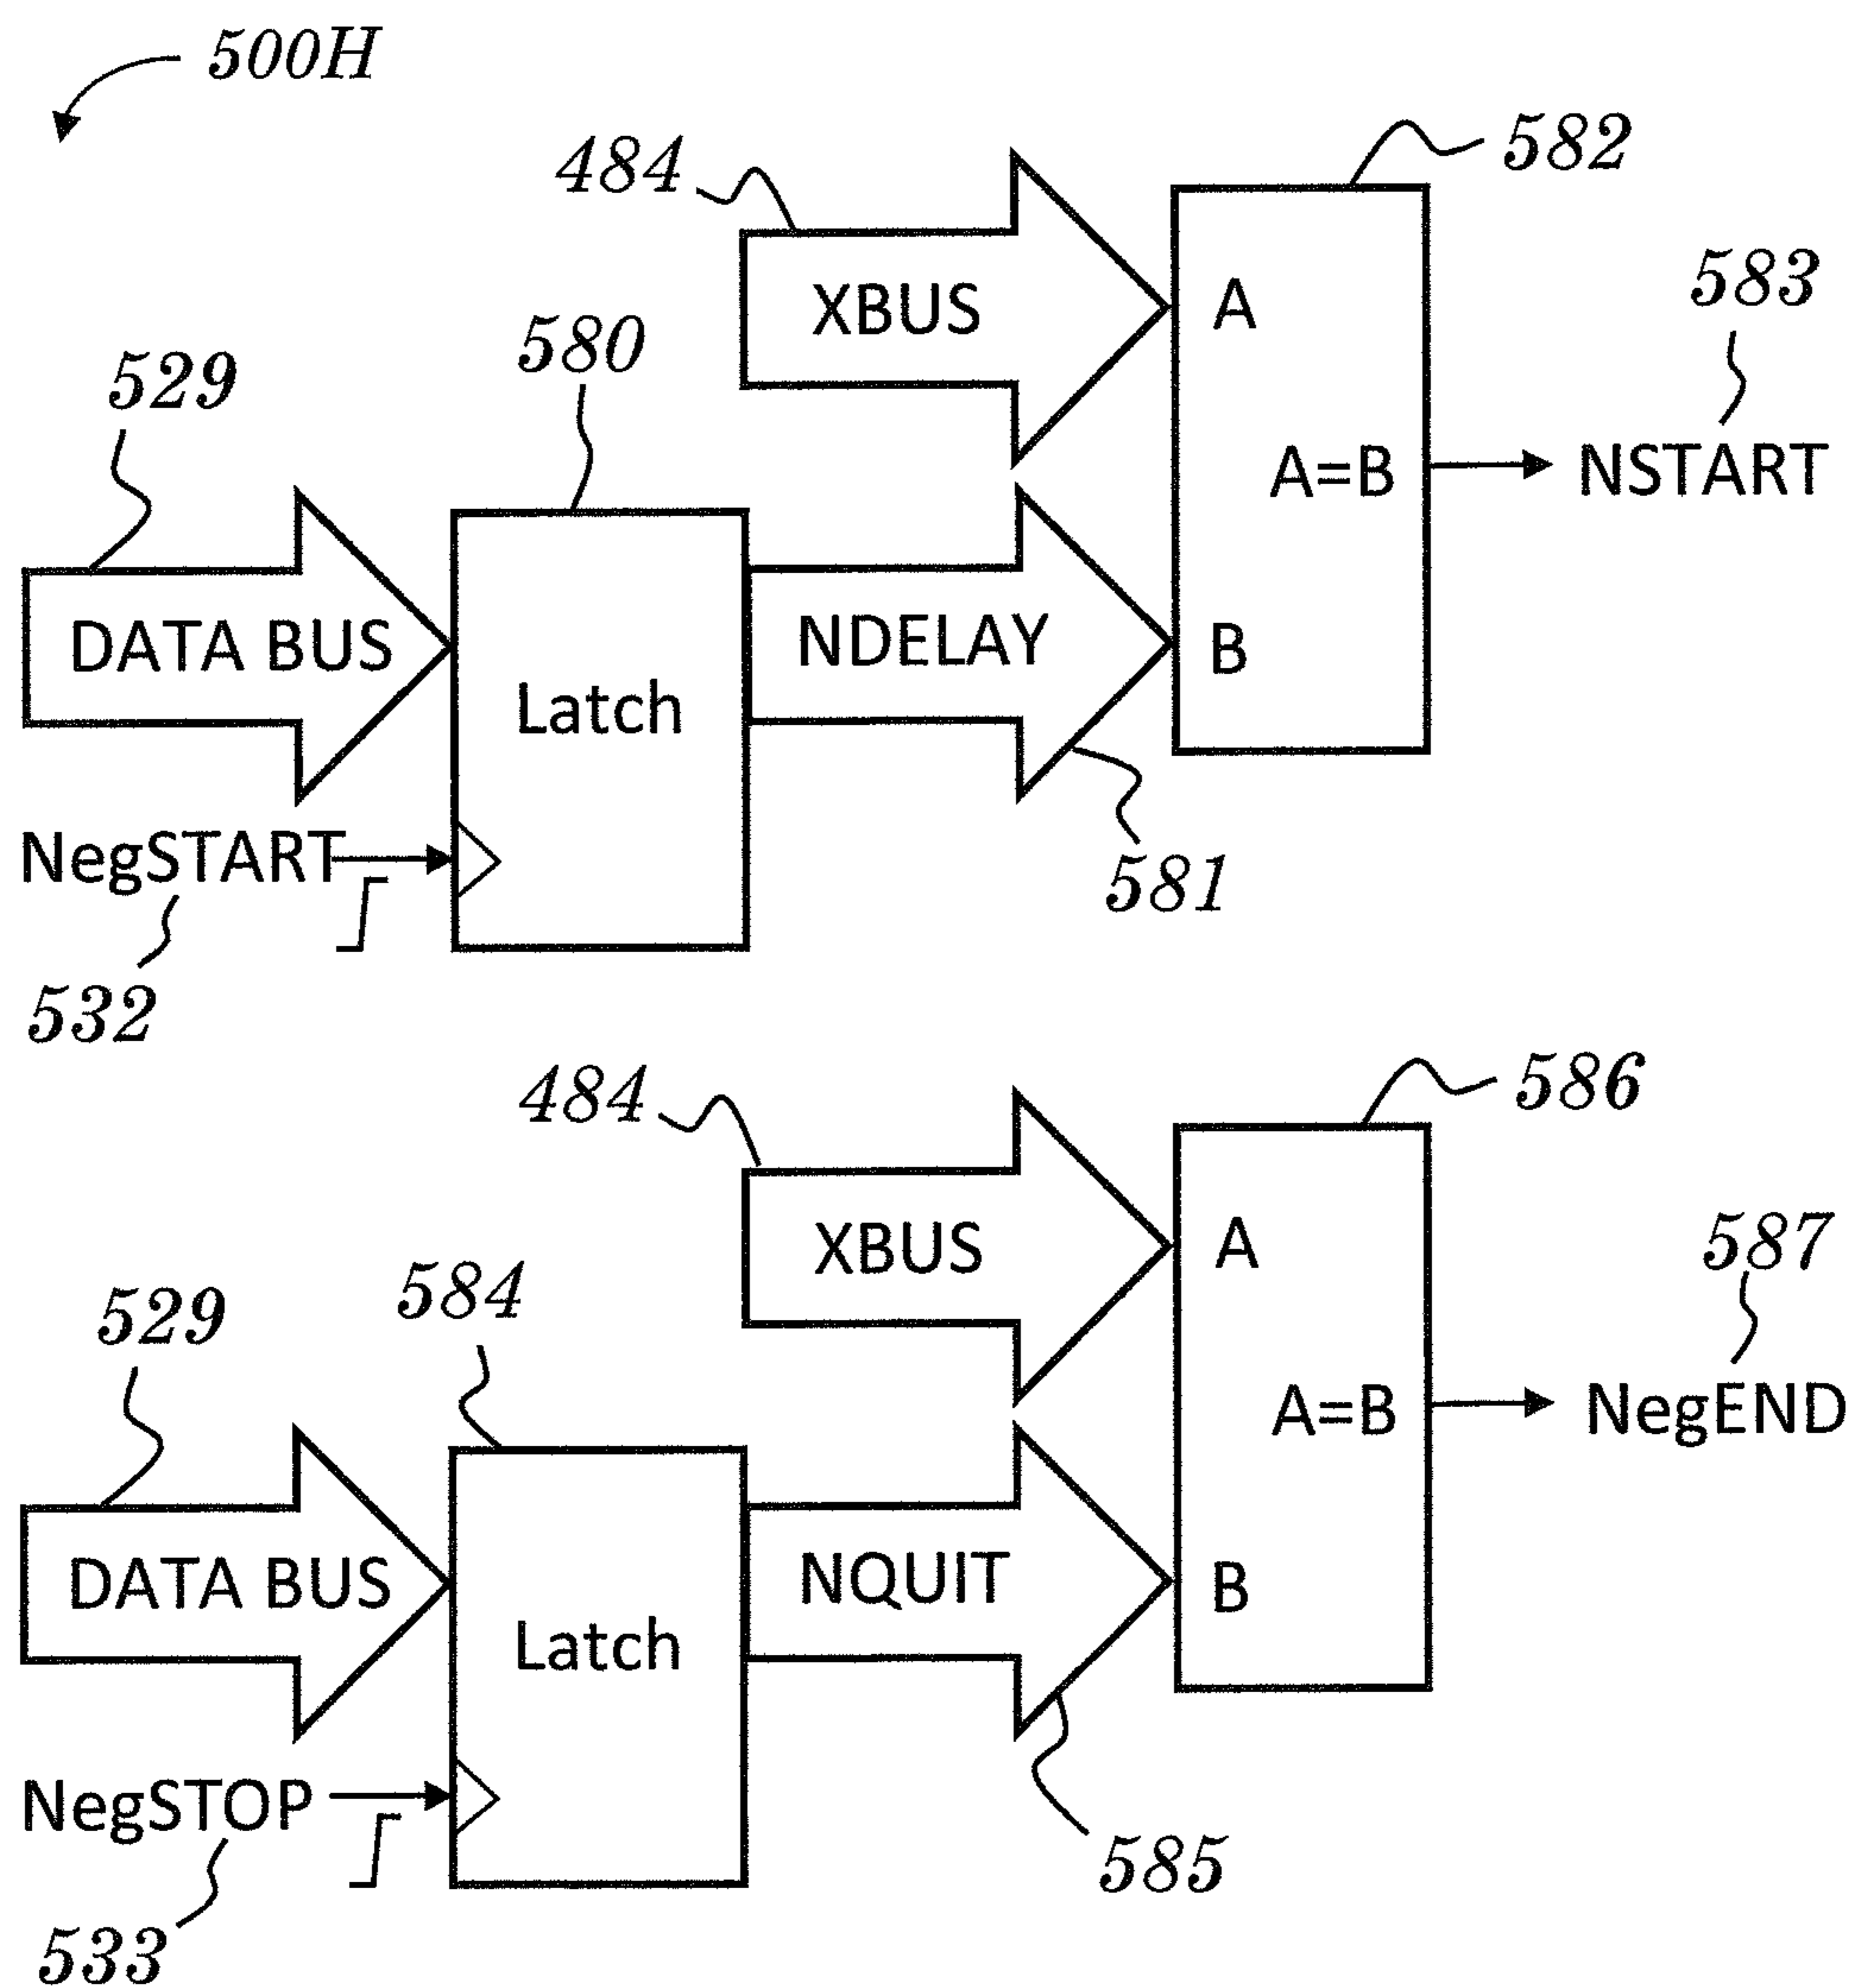 500H
484
582
XBUS
A
583
580
529
A=B
NSTART
DATA BUS
NDELAY
B
Latch
NegSTART
581
532
484
586
XBUS
A
587
584
529
A=B
NegEND
DATA BUS
NQUIT
B
Latch
NegSTOP
585
533